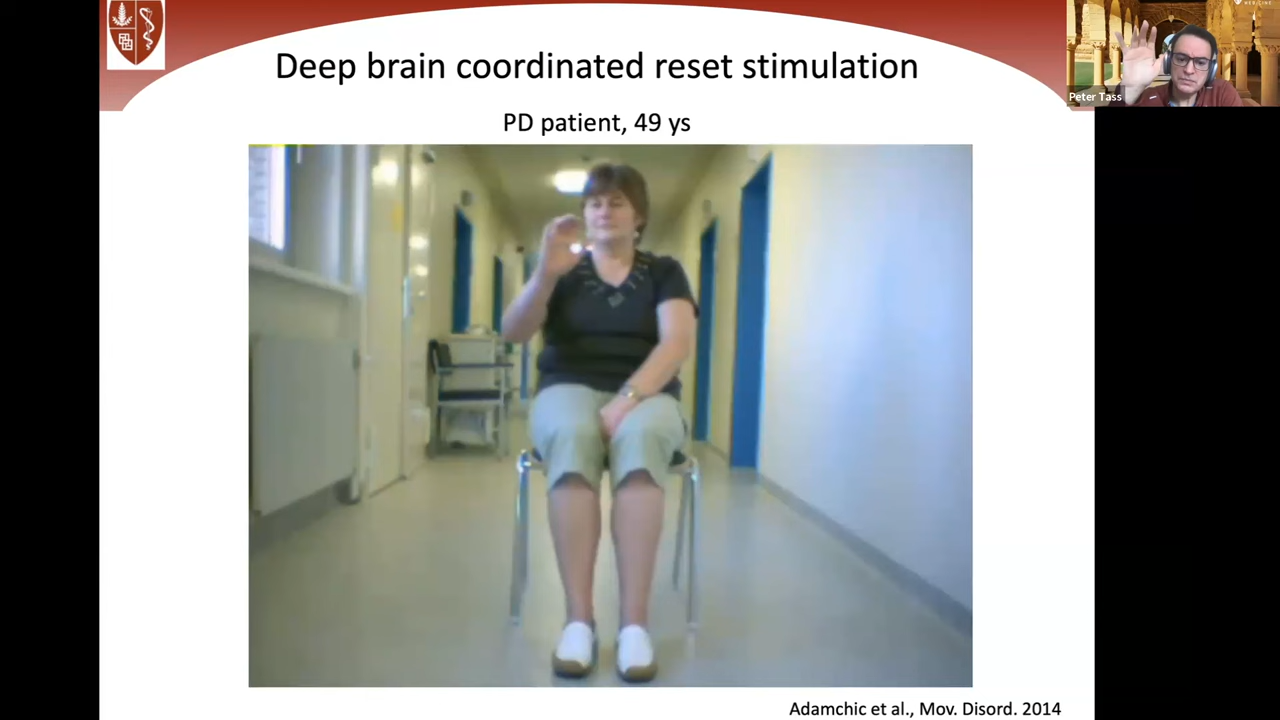 Deep brain coordinated reset stimulation
PD patient, 49 ys
Peter Tass
Adamchic et al., Mov. Disord. 2014